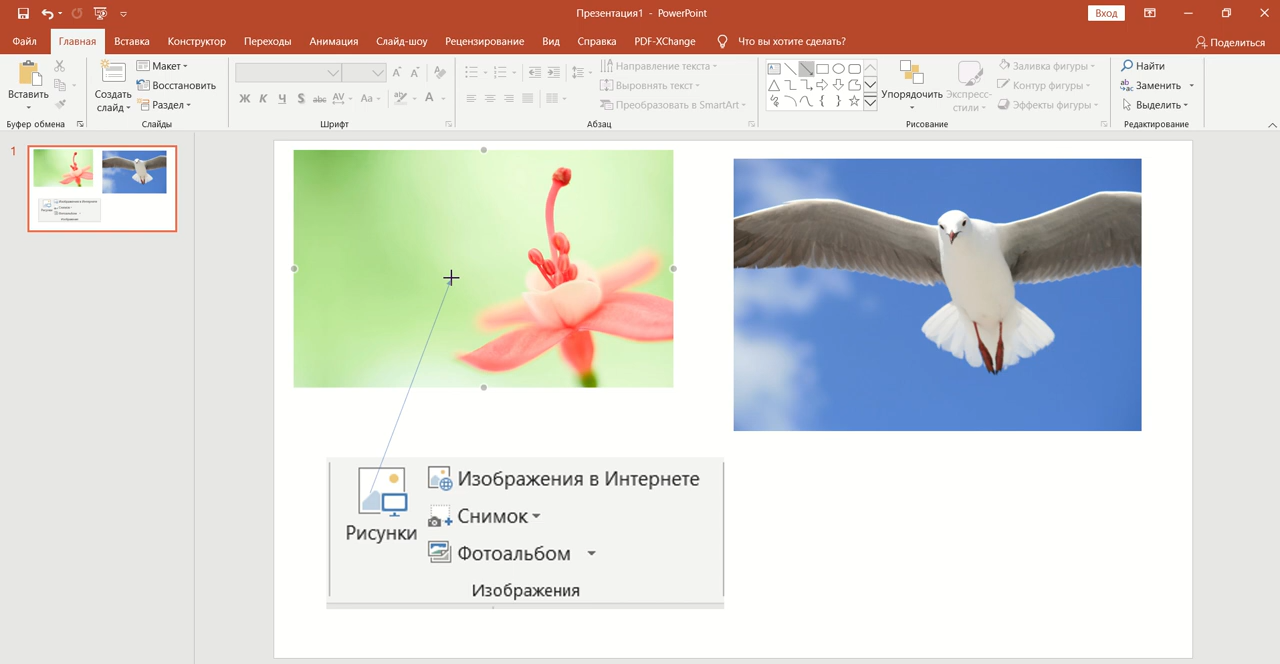 Презентация1 - PowerPoint
Вход
Файл Главная Вставка Конструктор Переходы Анимация Слайд-шоу Рецензирование Вид Справка PDF-XChange Что вы хотите сделать? Поделиться
Вставить
Буфер обмена
Создать слайд
Макет
Восстановить
Раздел
Слайды
Ж К Ч S abc AV Aa A
Шрифт
Направление текста
Выровнять текст
Преобразовать в SmartArt
Абзац
Упорядочить
Экспресс-стили
Заливка фигуры
Контур фигуры
Эффекты фигуры
Рисование
Найти
Заменить
Выделить
Редактирование
1
Рисунки
Изображения в Интернете
Снимок
Фотоальбом
Изображения